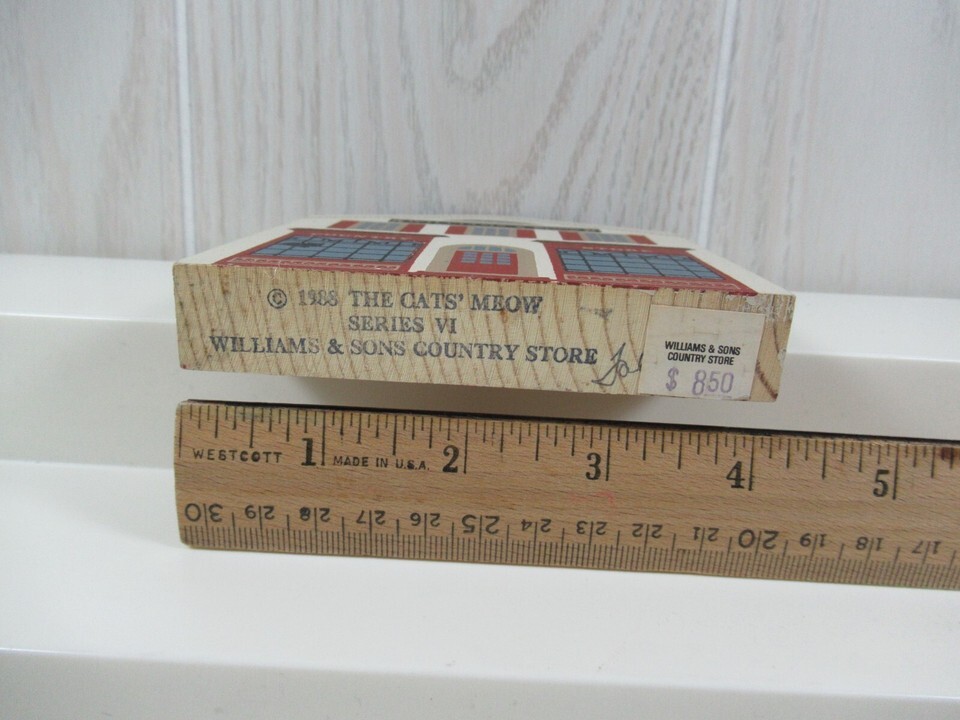 © 1988 THE CATS' MEOW
SERIES VI
WILLIAMS & SONS COUNTRY STORE
WILLIAMS & SONS
COUNTRY STORE
$ 850
WESTCOTT 1 MADE IN U.S.A. 2 3 4 5
30 29 28 27 26 25 24 23 22 21 20 19 18 17